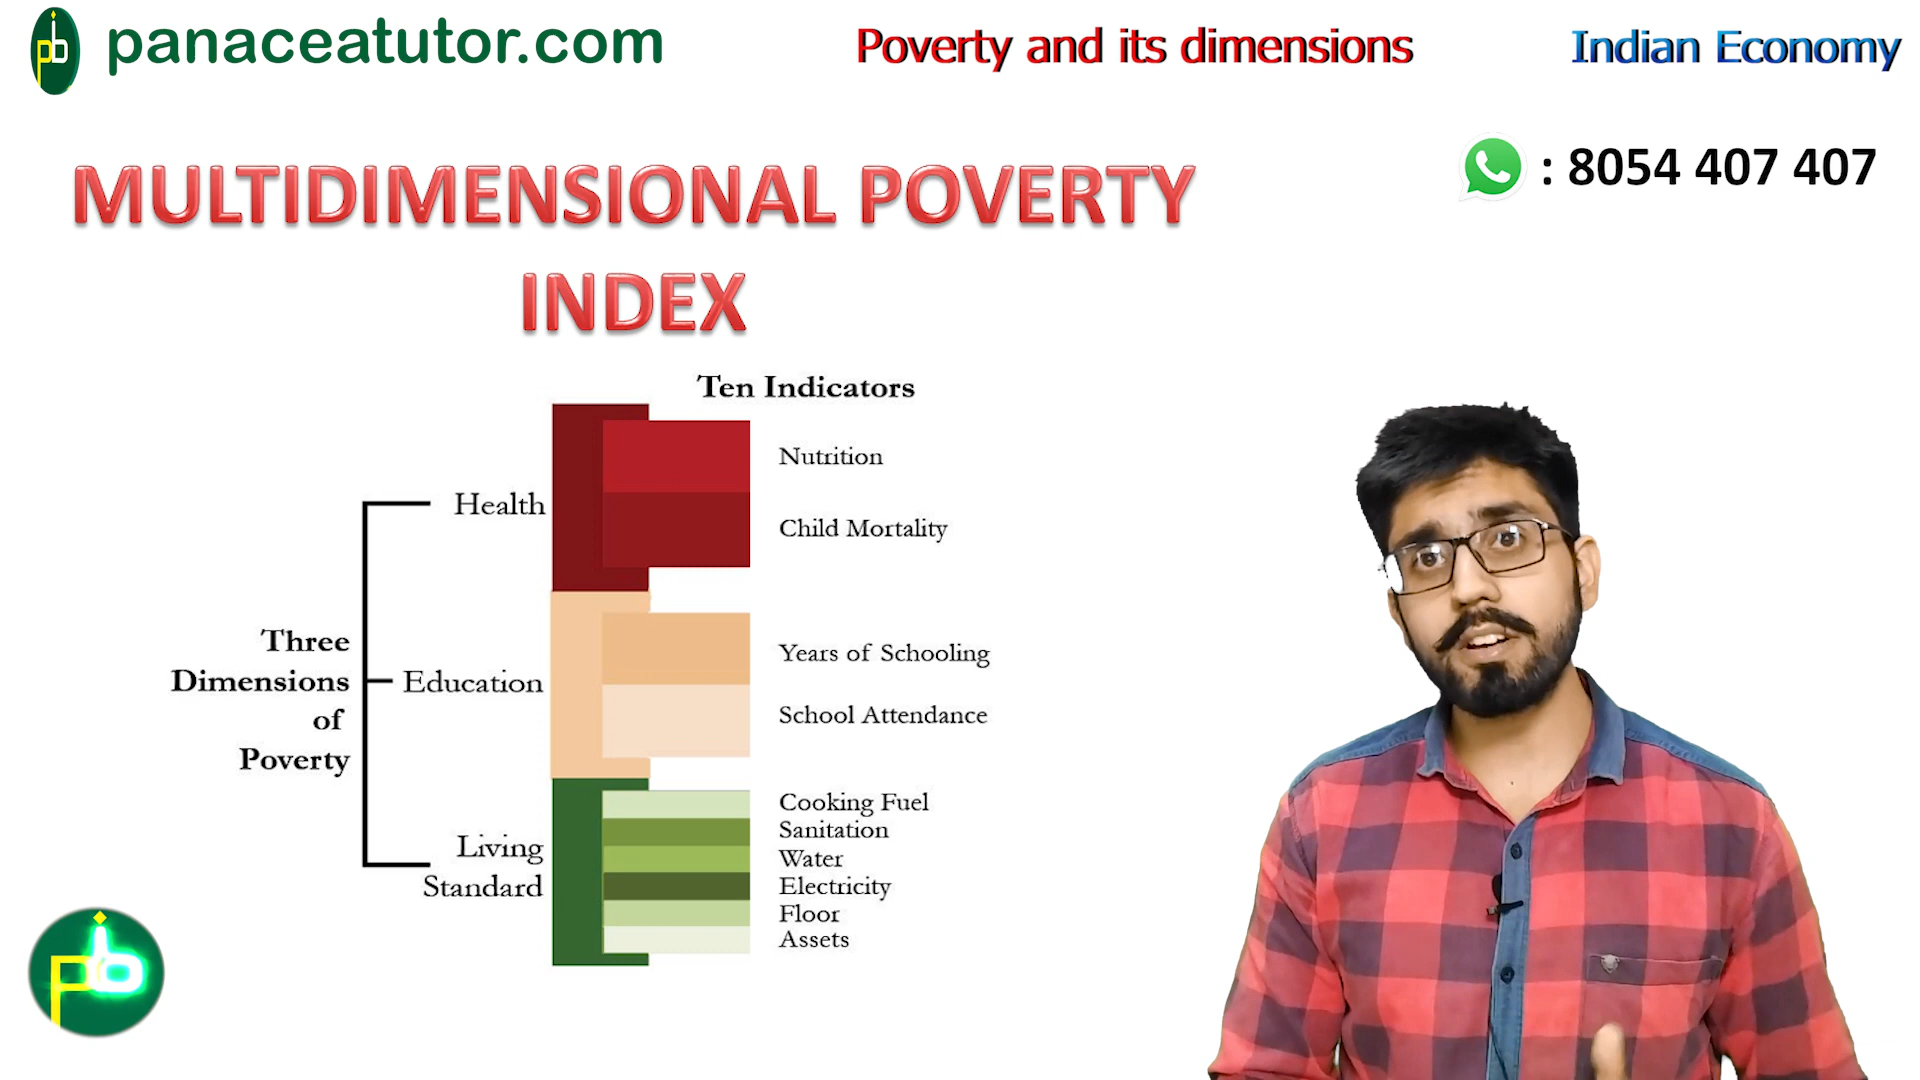 pb panaceatutor.com
Poverty and its dimensions
Indian Economy
: 8054 407 407
MULTIDIMENSIONAL POVERTY
INDEX
Ten Indicators
Three
Dimensions
of
Poverty
Health
Nutrition
Child Mortality
Education
Years of Schooling
School Attendance
Living
Standard
Cooking Fuel
Sanitation
Water
Electricity
Floor
Assets
pb